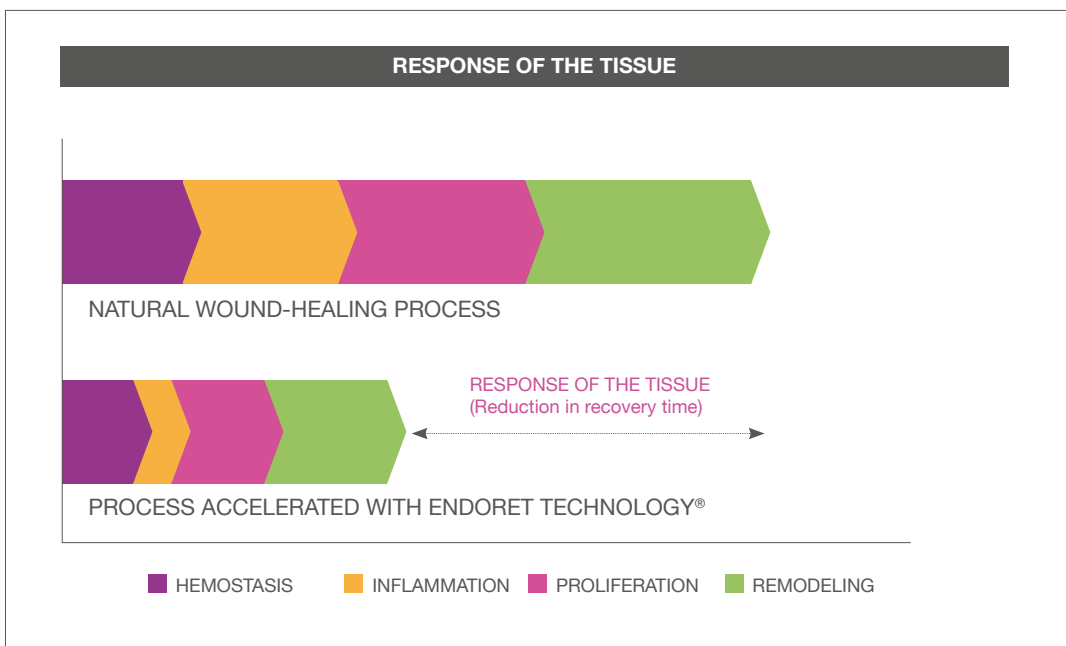 RESPONSE OF THE TISSUE
NATURAL WOUND-HEALING PROCESS
RESPONSE OF THE TISSUE
(Reduction in recovery time)
PROCESS ACCELERATED WITH ENDORET TECHNOLOGY®
HEMOSTASIS INFLAMMATION PROLIFERATION REMODELING